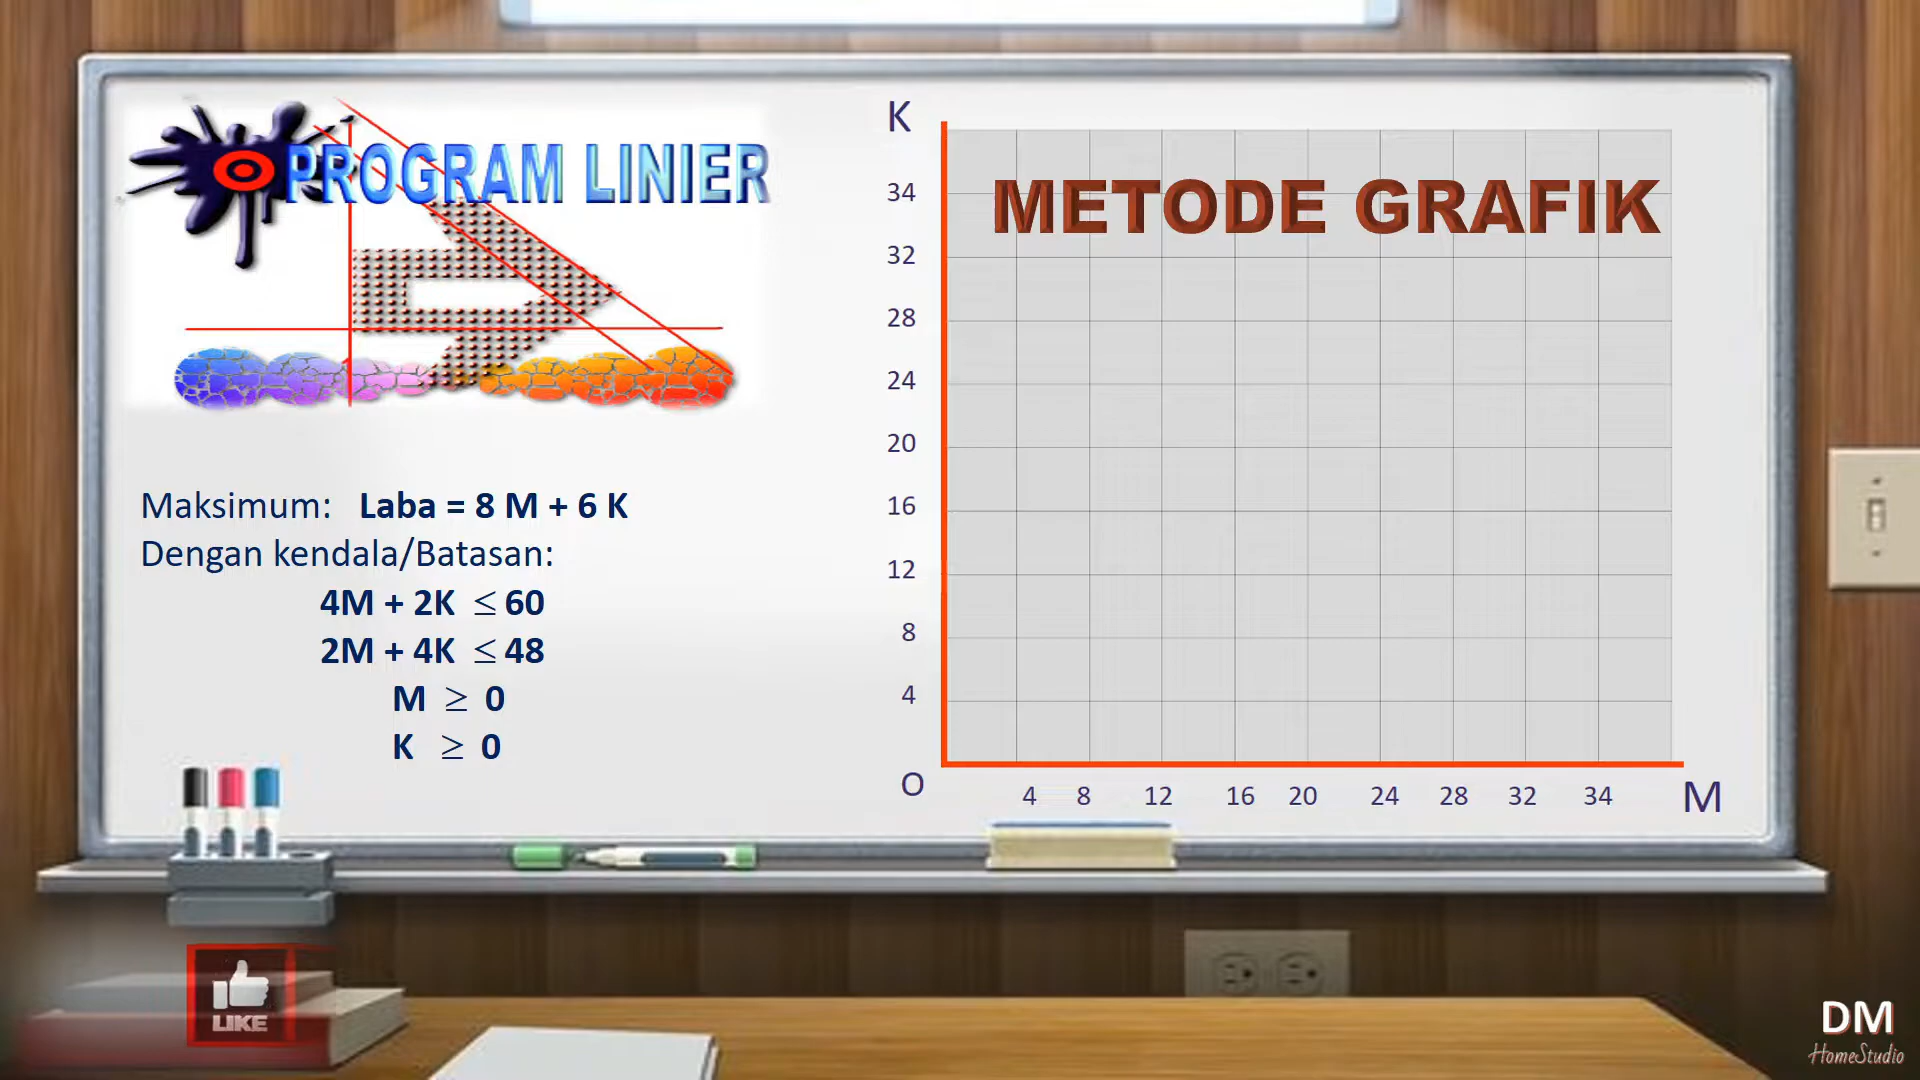 PROGRAM LINIER
Maksimum: Laba = 8 M + 6 K
Dengan kendala/Batasan:
4M + 2K ≤ 60
2M + 4K ≤ 48
M ≥ 0
K ≥ 0
K
METODE GRAFIK
34
32
28
24
20
16
12
8
4
O
4 8 12 16 20 24 28 32 34
M
LIKE
DM
HomeStudio